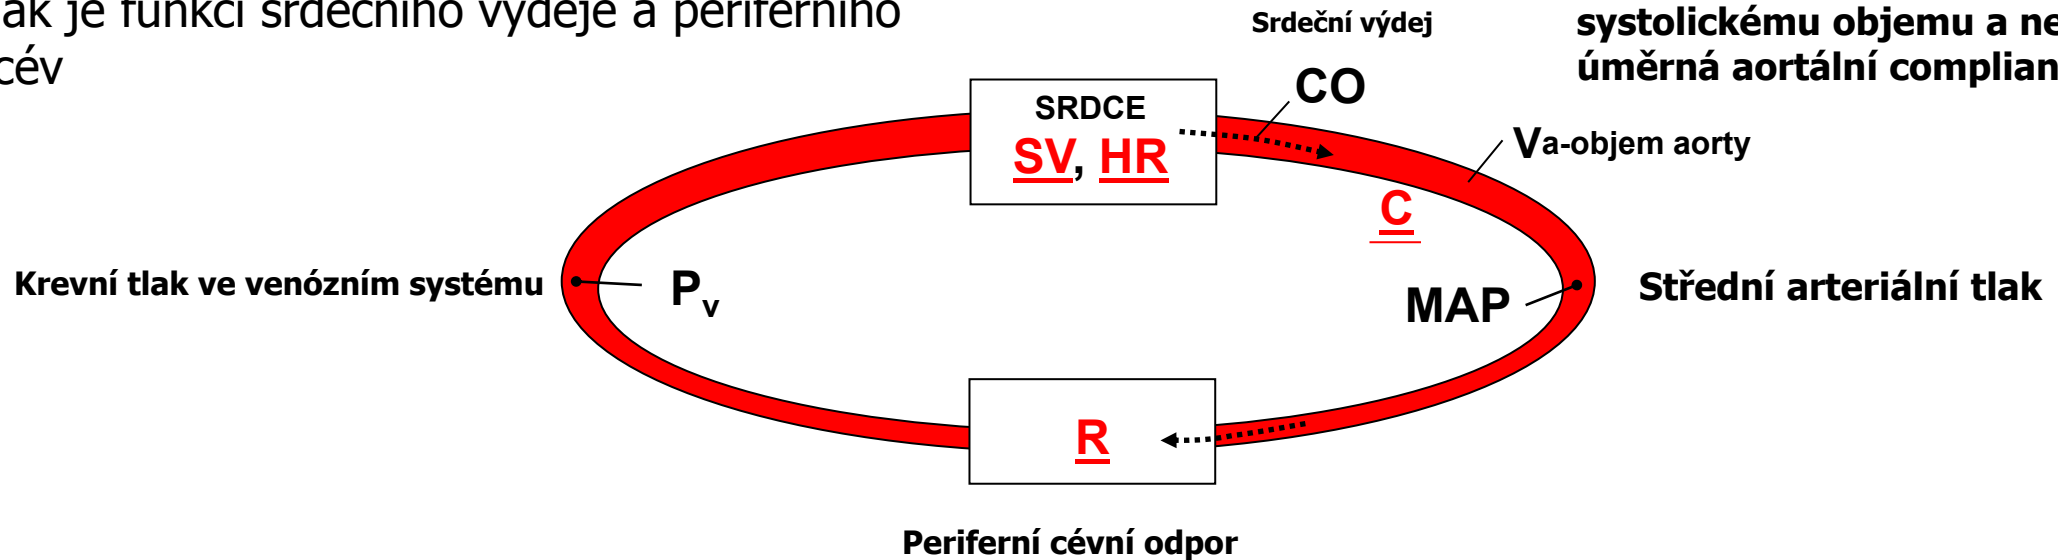 ak je funkcí srdečního výdeje a periferního
cév
Srdeční výdej
systolickému objemu a ne
úměrná aortální complian
CO
SRDCE
SV, HR
Va-objem aorty
C
Krevní tlak ve venózním systému
Pv
MAP
Střední arteriální tlak
R
Periferní cévní odpor